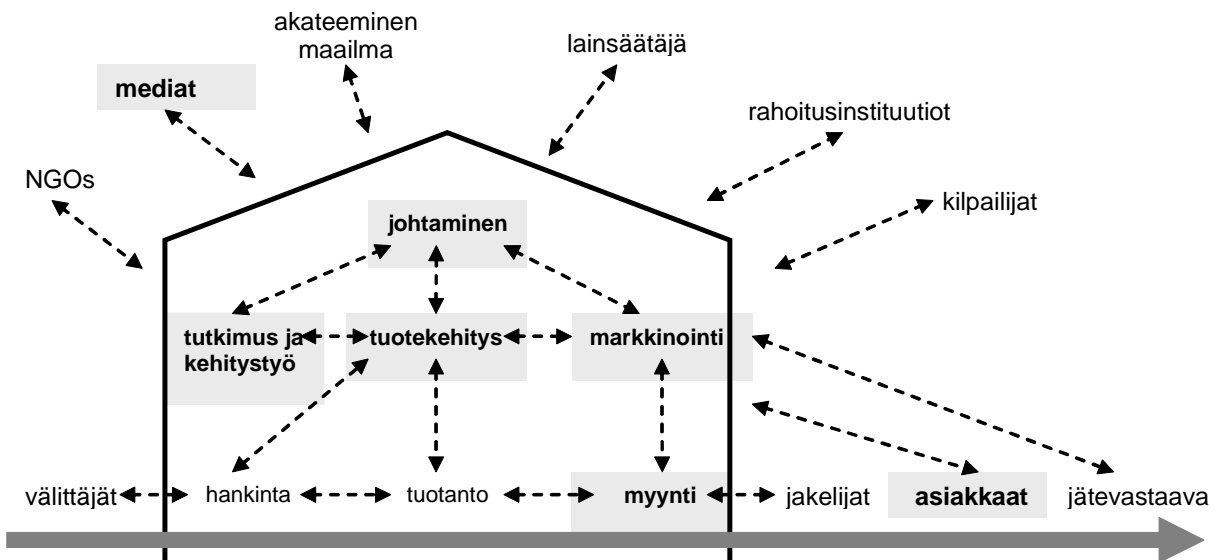 akateeminen
maailma
lainsäätäjä
mediat
rahoitusinstituutiot
NGOs
kilpailijat
johtaminen
tutkimus ja
kehitystyö
tuotekehitys
markkinointi
välittäjät
hankinta
tuotanto
myynti
jakelijat
asiakkaat
jätevastaava